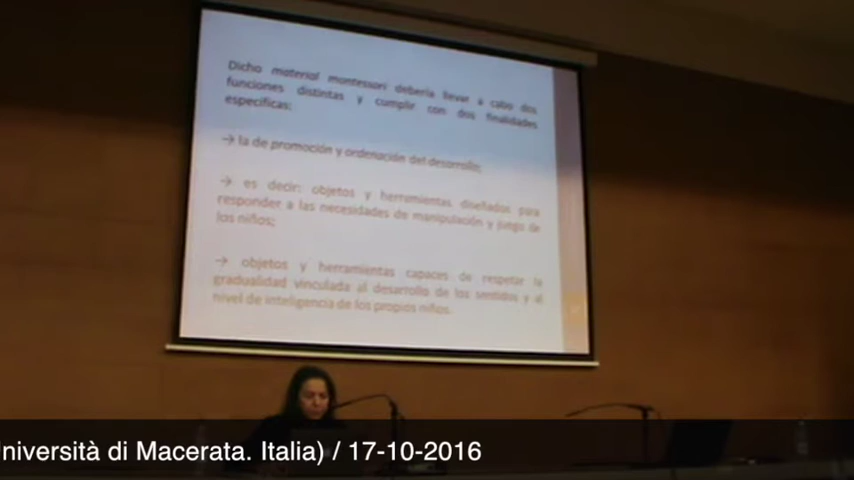 Dicho material montessori debería llevar a cabo dos
funciones distintas y cumplir con dos finalidades
específicas:
→ la de promoción y ordenación del desarrollo;
→ es decir: objetos y herramientas diseñados para
responder a las necesidades de manipulación y juego de
los niños;
→ objetos y herramientas capaces de respetar la
gradualidad vinculada al desarrollo de los sentidos y al
nivel de inteligencia de los propios niños.
niversità di Macerata. Italia) / 17-10-2016